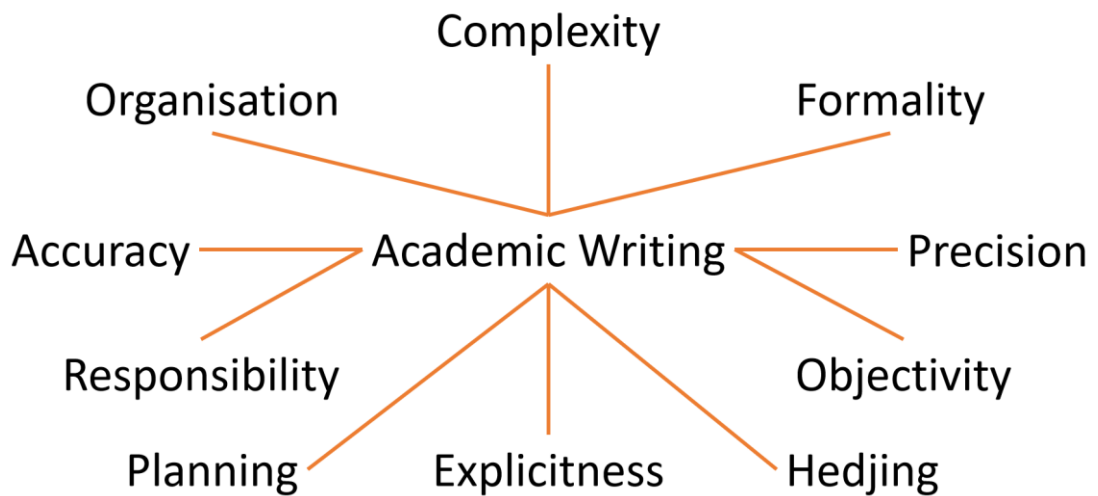 Complexity
Organisation
Formality
Accuracy
Academic Writing
Precision
Responsibility
Objectivity
Planning
Explicitness
Hedjing